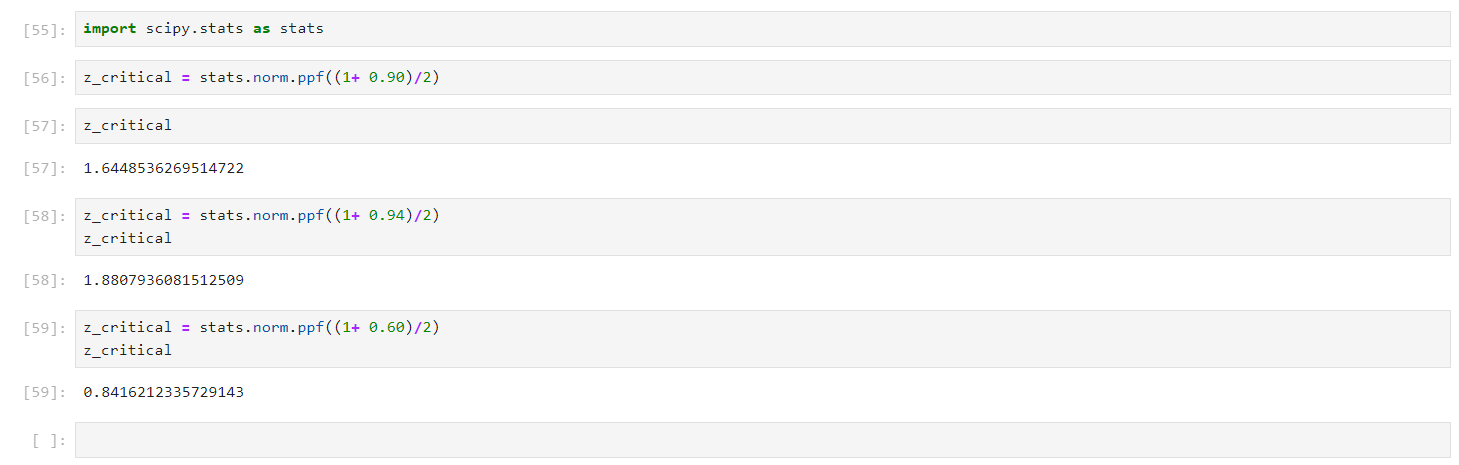 [55]: import scipy.stats as stats
[56]: z_critical = stats.norm.ppf((1+ 0.90)/2)
[57]: z_critical
[57]: 1.6448536269514722
[58]: z_critical = stats.norm.ppf((1+ 0.94)/2)
z_critical
[58]: 1.8807936081512509
[59]: z_critical = stats.norm.ppf((1+ 0.60)/2)
z_critical
[59]: 0.8416212335729143
[ ]: